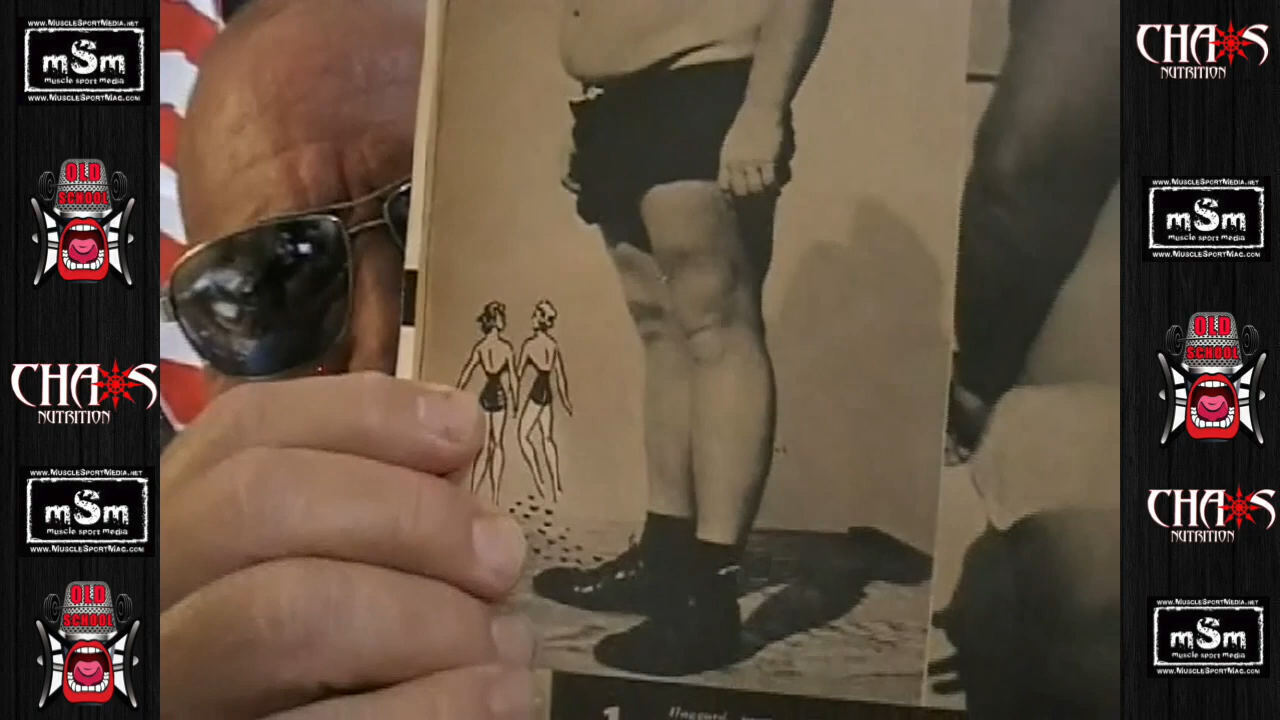 www.MuscleSportMedia.net
mSm
muscle sport media
www.MuscleSportMag.com
OLD
SCHOOL
CHAOS
NUTRITION
www.MuscleSportMedia.net
mSm
muscle sport media
www.MuscleSportMag.com
OLD
SCHOOL
1
CHAOS
NUTRITION
www.MuscleSportMedia.net
mSm
muscle sport media
www.MuscleSportMag.com
OLD
SCHOOL
CHAOS
NUTRITION
www.MuscleSportMedia.net
mSm
muscle sport media
www.MuscleSportMag.com